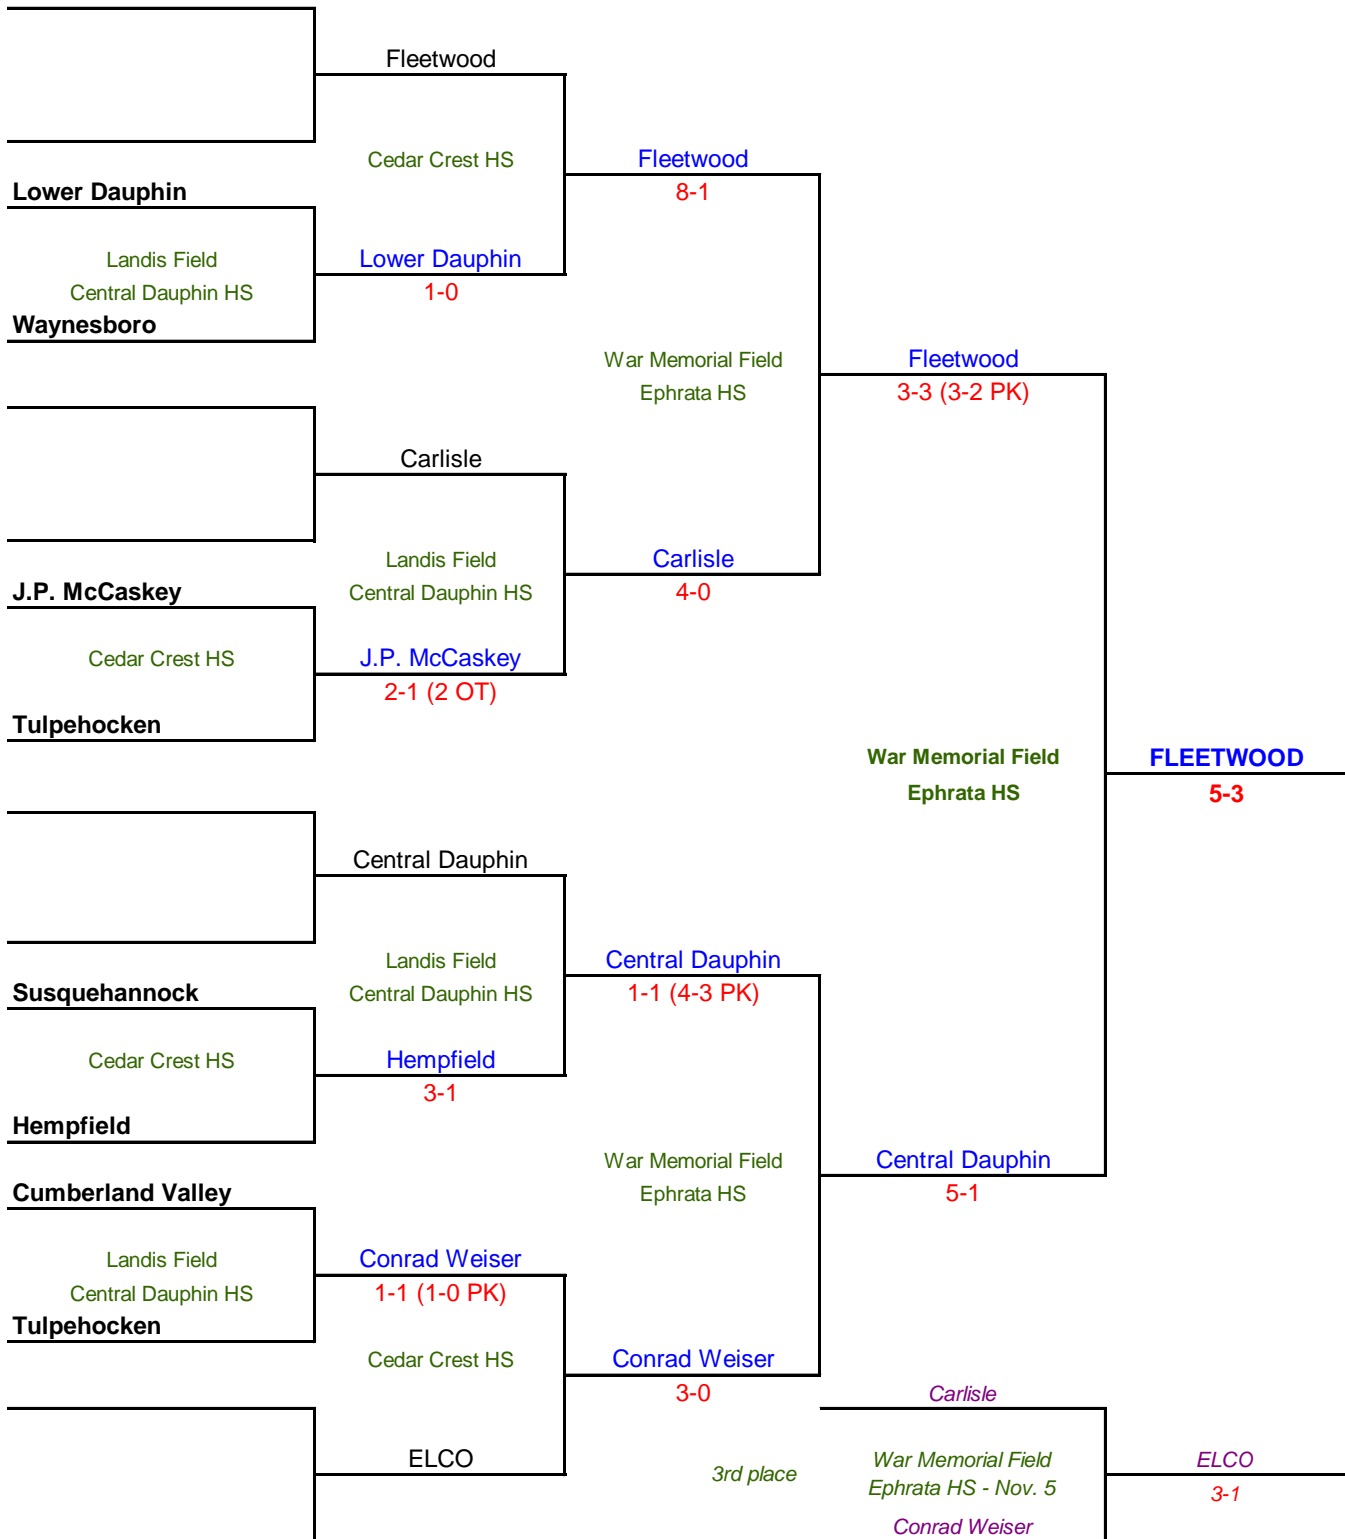 Fleetwood
Cedar Crest HS
Fleetwood
8-1
Lower Dauphin
Landis Field
Central Dauphin HS
Lower Dauphin
1-0
Waynesboro
War Memorial Field
Ephrata HS
Fleetwood
3-3 (3-2 PK)
Carlisle
Landis Field
Central Dauphin HS
Carlisle
4-0
J.P. McCaskey
Cedar Crest HS
J.P. McCaskey
2-1 (2 OT)
Tulpehocken
War Memorial Field
Ephrata HS
FLEETWOOD
5-3
Central Dauphin
Landis Field
Central Dauphin HS
Central Dauphin
1-1 (4-3 PK)
Susquehannock
Cedar Crest HS
Hempfield
3-1
Hempfield
War Memorial Field
Ephrata HS
Central Dauphin
5-1
Cumberland Valley
Landis Field
Central Dauphin HS
Conrad Weiser
1-1 (1-0 PK)
Tulpehocken
Cedar Crest HS
Conrad Weiser
3-0
ELCO
Carlisle
3rd place
War Memorial Field
Ephrata HS - Nov. 5
Conrad Weiser
ELCO
3-1